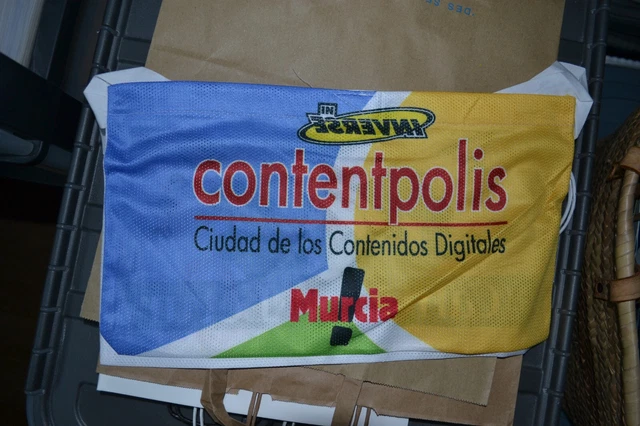 INVERSE
contentpolis
Ciudad de los Contenidos Digitales
Murcia